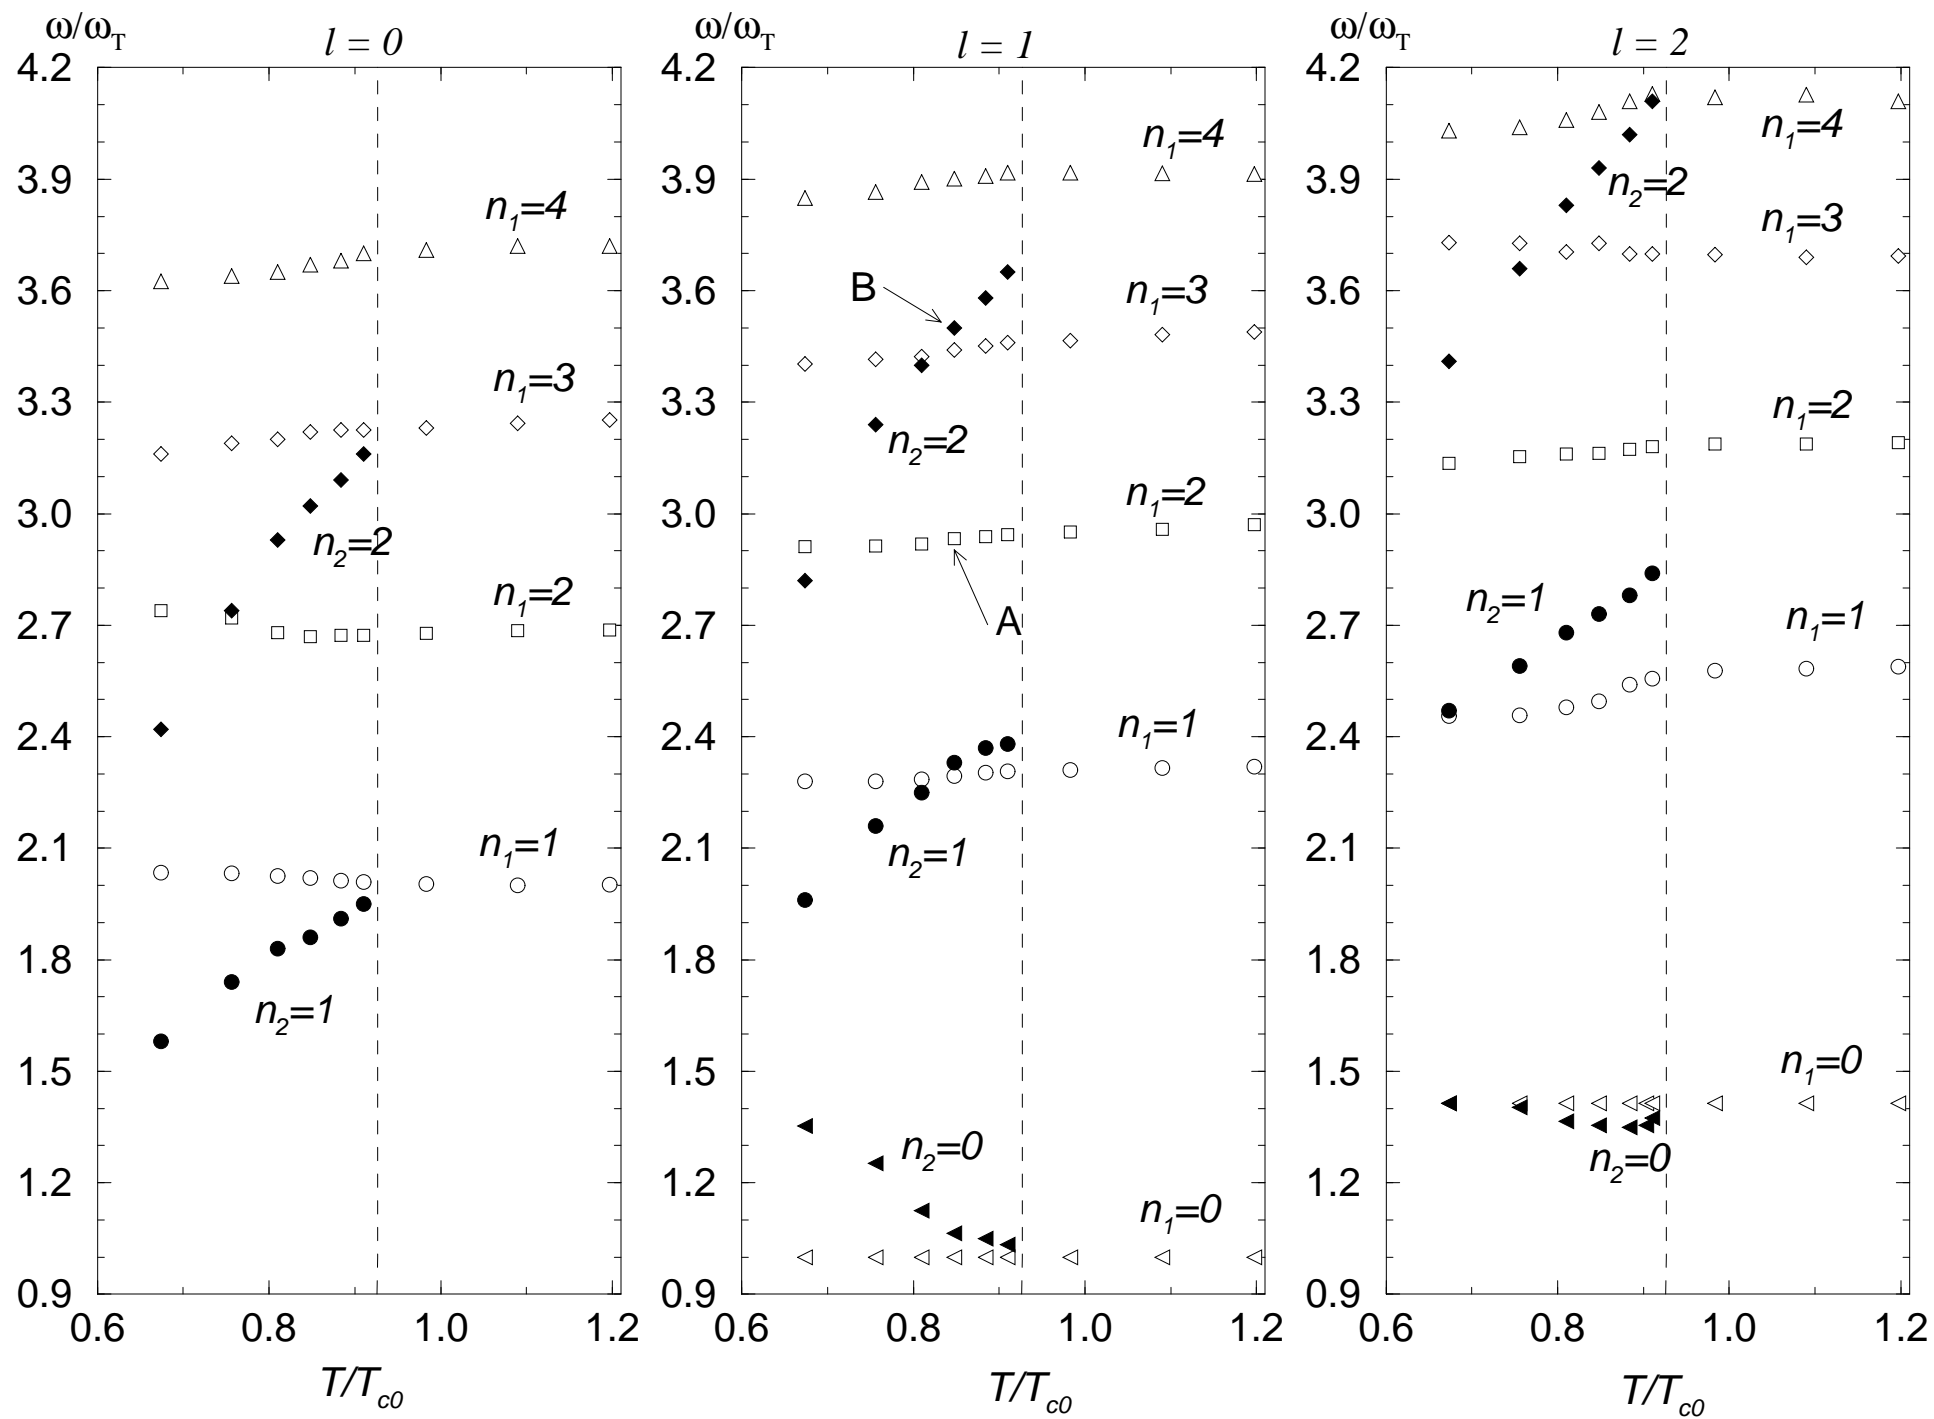 ω/ω_T
l = 0
4.2
3.9
3.6
3.3
3.0
2.7
2.4
2.1
1.8
1.5
1.2
0.9
n_1=4
n_1=3
n_2=2
n_1=2
n_1=1
n_2=1
0.6 0.8 1.0 1.2
T/T_c0
ω/ω_T
l = 1
4.2
3.9
3.6
3.3
3.0
2.7
2.4
2.1
1.8
1.5
1.2
0.9
n_1=4
B
n_1=3
n_2=2
n_1=2
A
n_1=1
n_2=1
n_2=0
n_1=0
0.6 0.8 1.0 1.2
T/T_c0
ω/ω_T
l = 2
4.2
3.9
3.6
3.3
3.0
2.7
2.4
2.1
1.8
1.5
1.2
0.9
n_1=4
n_2=2
n_1=3
n_1=2
n_2=1
n_1=1
n_1=0
n_2=0
0.6 0.8 1.0 1.2
T/T_c0